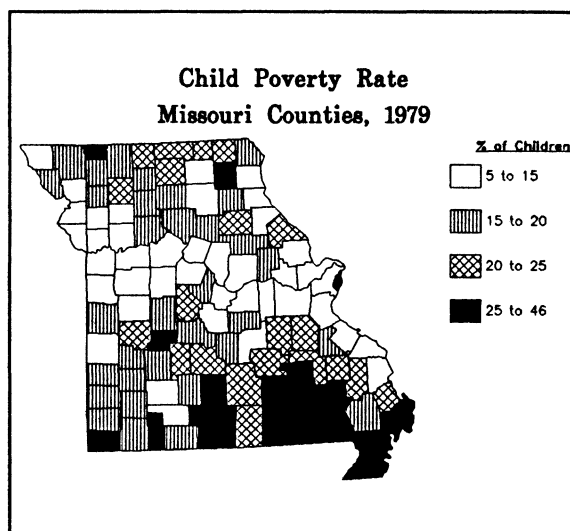 Child Poverty Rate
Missouri Counties, 1979
% of Children
5 to 15
15 to 20
20 to 25
25 to 46